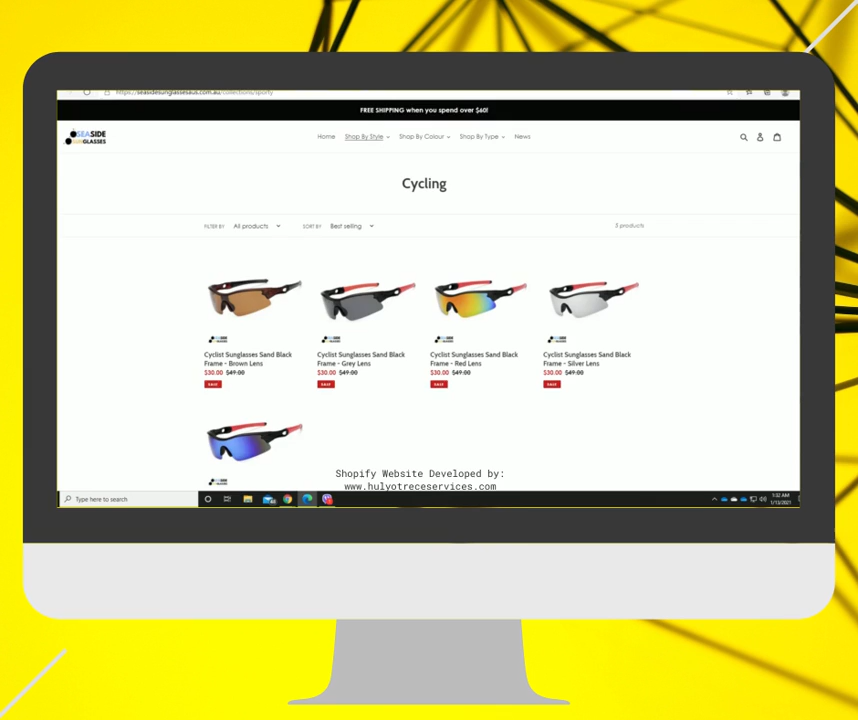 https://seasidesunglassesaus.com.au/collections/sporty
FREE SHIPPING when you spend over $60!
SEASIDE
SUNGLASSES
Home Shop By Style Shop By Colour Shop By Type News
Cycling
FILTER BY All products SORT BY Best selling 5 products
Cyclist Sunglasses Sand Black
Frame - Brown Lens
$30.00 $49.00
SALE
Cyclist Sunglasses Sand Black
Frame - Grey Lens
$30.00 $49.00
SALE
Cyclist Sunglasses Sand Black
Frame - Red Lens
$30.00 $49.00
SALE
Cyclist Sunglasses Sand Black
Frame - Silver Lens
$30.00 $49.00
SALE
Shopify Website Developed by:
www.hulyotreceservices.com
Type here to search
1:52 AM
1/13/2021